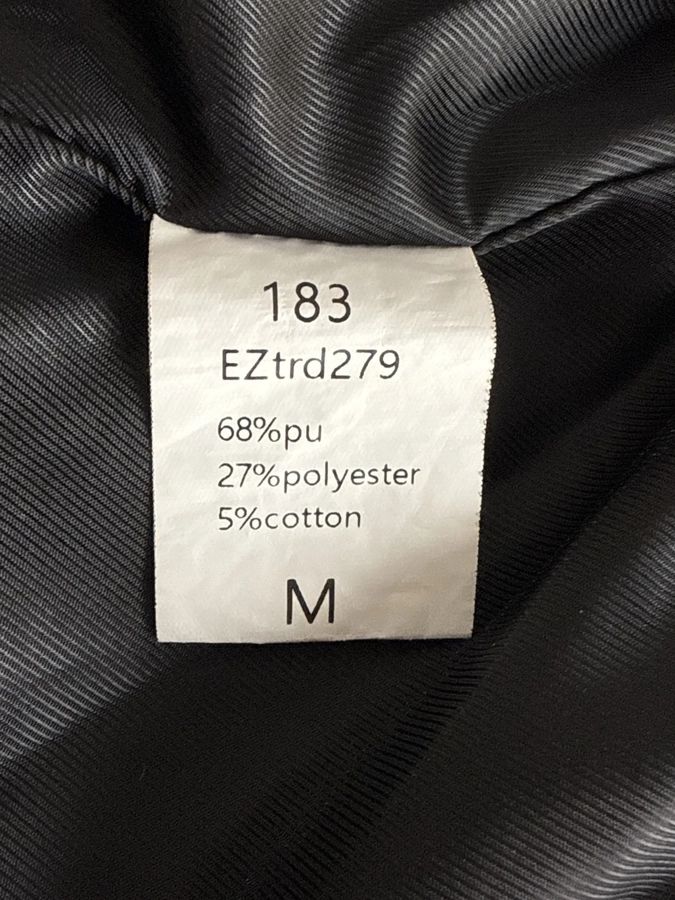 183
EZtrd279
68%pu
27%polyester
5%cotton
M